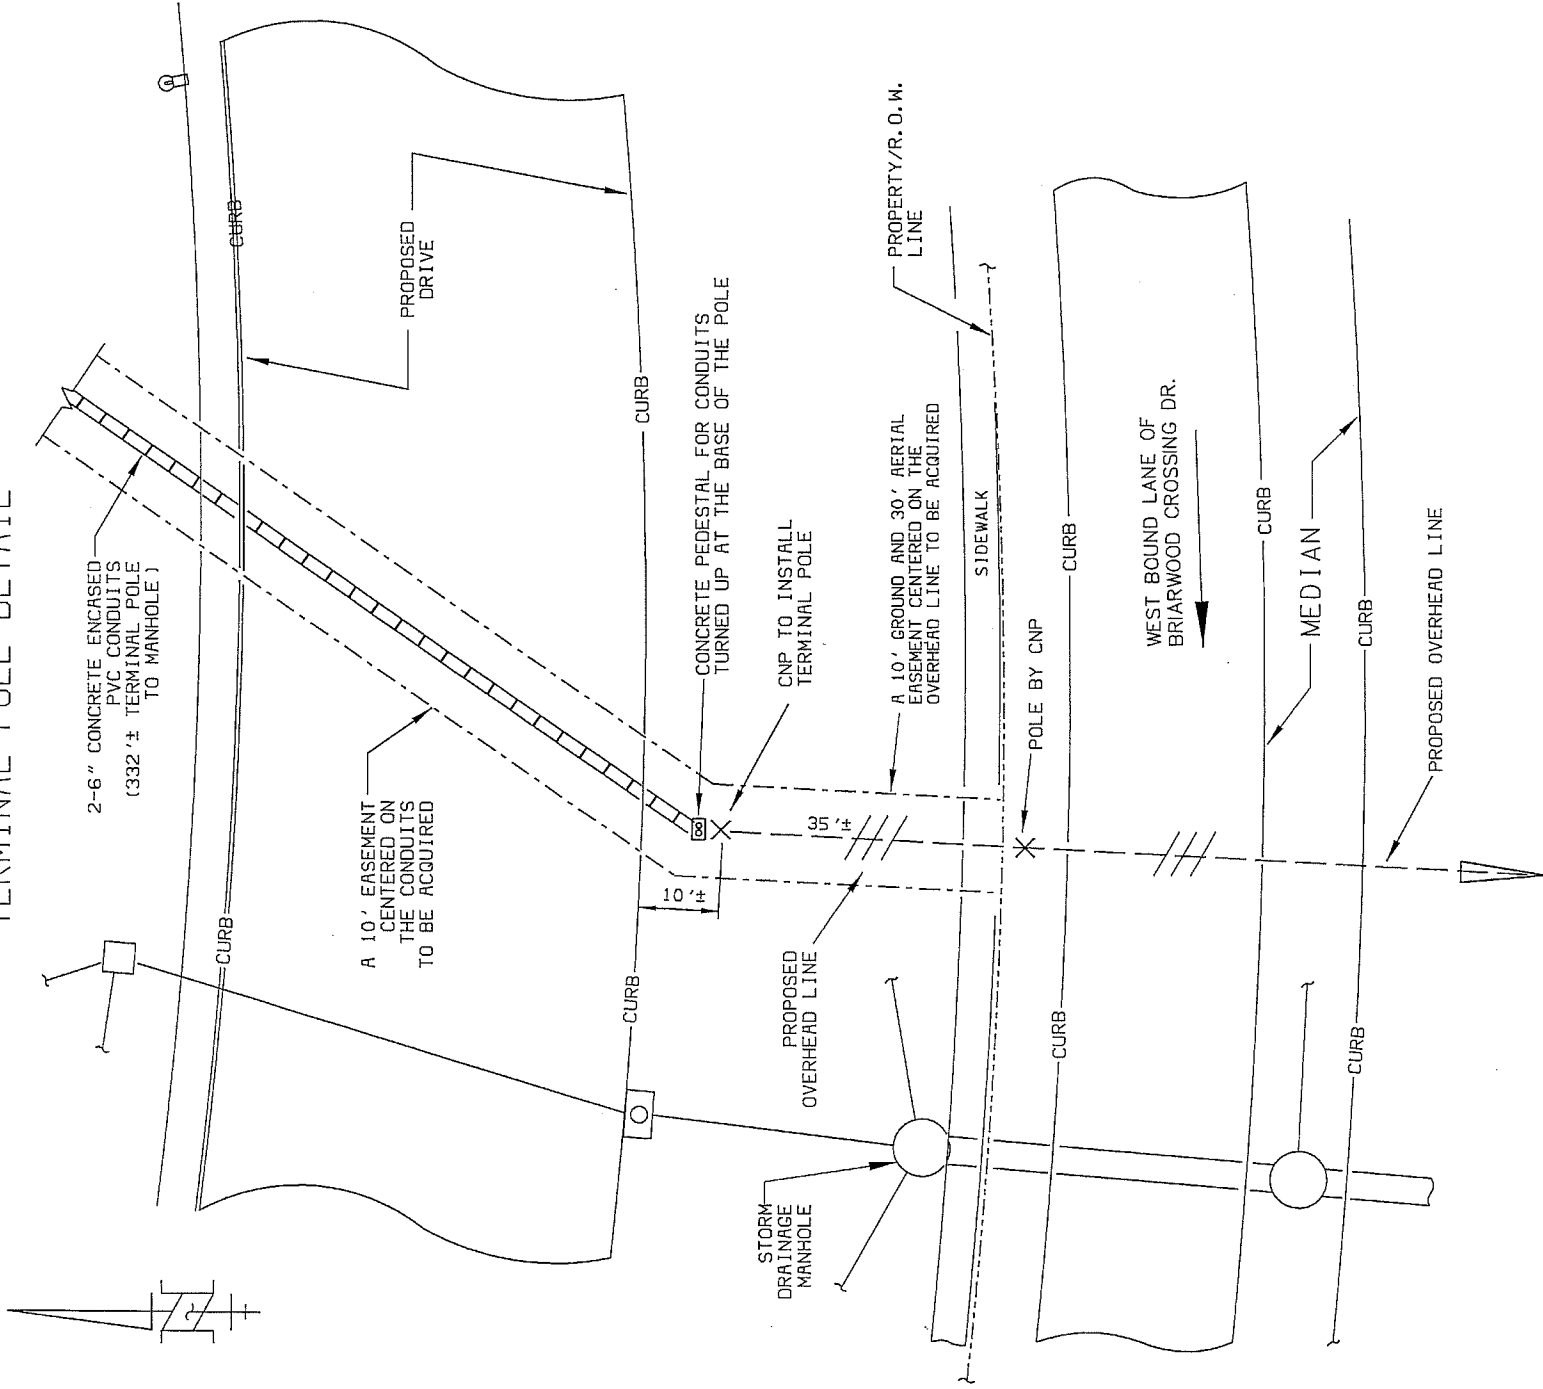 TERMINAL POLE DETAIL
2-6" CONCRETE ENCASED
PVC CONDUITS
(332'± TERMINAL POLE
TO MANHOLE)
CURB
PROPOSED
DRIVE
CURB
A 10' EASEMENT
CENTERED ON
THE CONDUITS
TO BE ACQUIRED
CURB
CURB
10'±
CONCRETE PEDESTAL FOR CONDUITS
TURNED UP AT THE BASE OF THE POLE
CNP TO INSTALL
TERMINAL POLE
PROPERTY/R.O.W.
LINE
35'±
A 10' GROUND AND 30' AERIAL
EASEMENT CENTERED ON THE
OVERHEAD LINE TO BE ACQUIRED
PROPOSED
OVERHEAD LINE
STORM
DRAINAGE
MANHOLE
SIDEWALK
POLE BY CNP
CURB
CURB
WEST BOUND LANE OF
BRIARWOOD CROSSING DR.
CURB
MEDIAN
CURB
CURB
PROPOSED OVERHEAD LINE